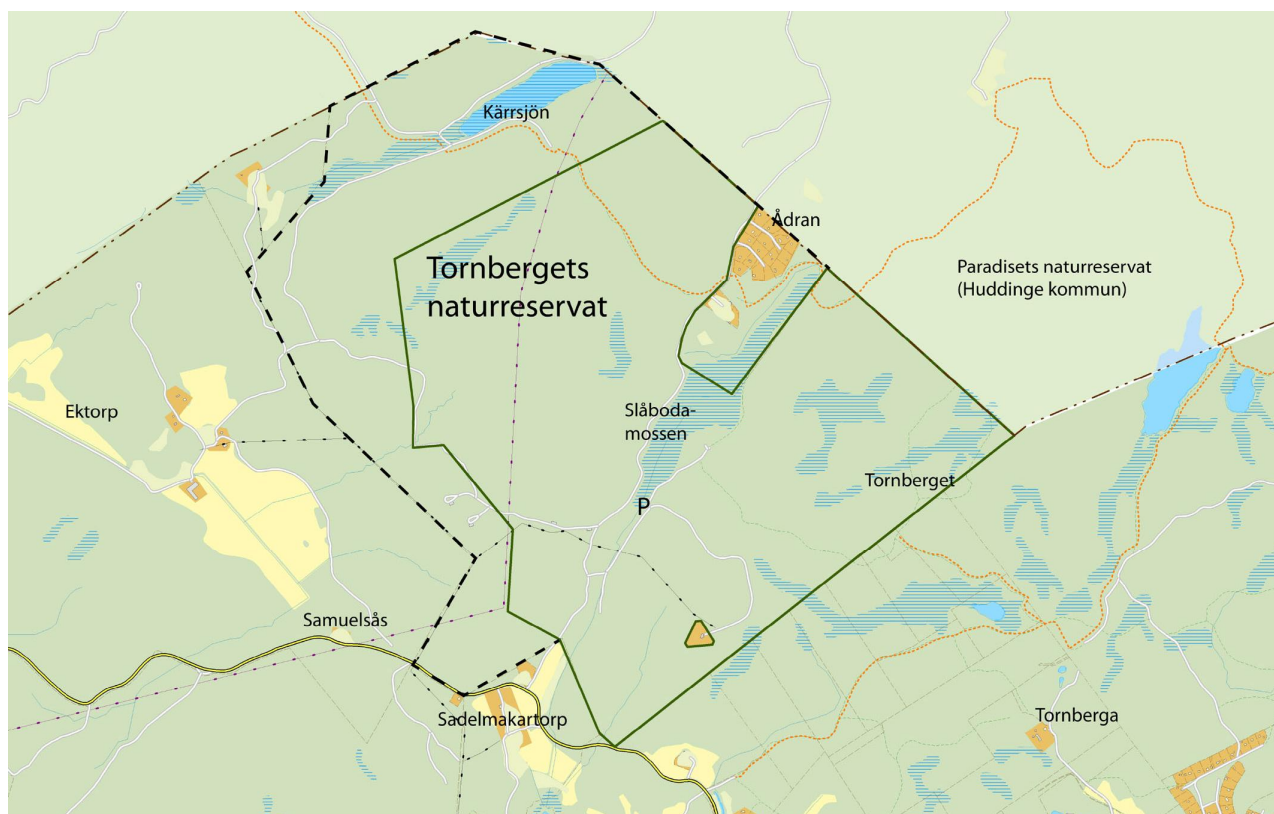 Kärrsjön
Ådran
Tornbergets
naturreservat
Paradisets naturreservat
(Huddinge kommun)
Ektorp
Slåboda-
mossen
Tornberget
P
Samuelsås
Sadelmakartorp
Tornberga